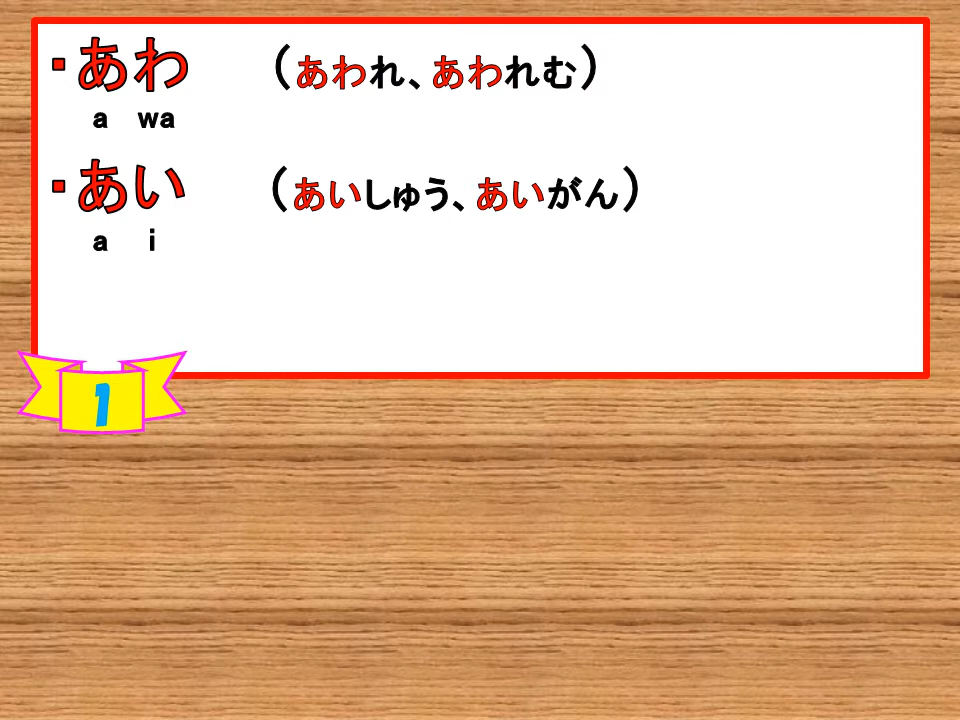 ・あわ （あわれ、あわれむ）
a wa
・あい （あいしゅう、あいがん）
a i
1